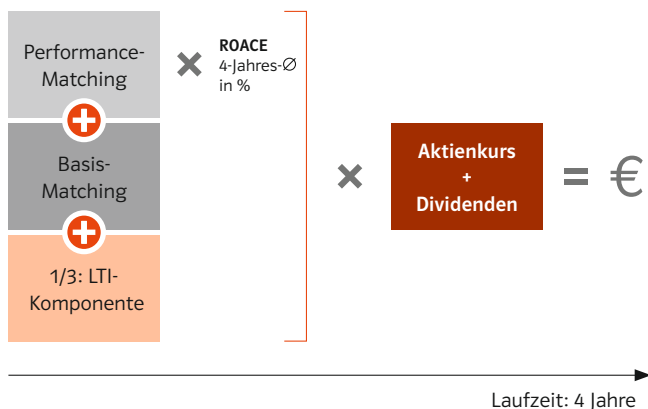 Performance-
Matching
ROACE
4-Jahres-Ø
in %
Basis-
Matching
1/3: LTI-
Komponente
Aktienkurs
+
Dividenden
= €
Laufzeit: 4 Jahre